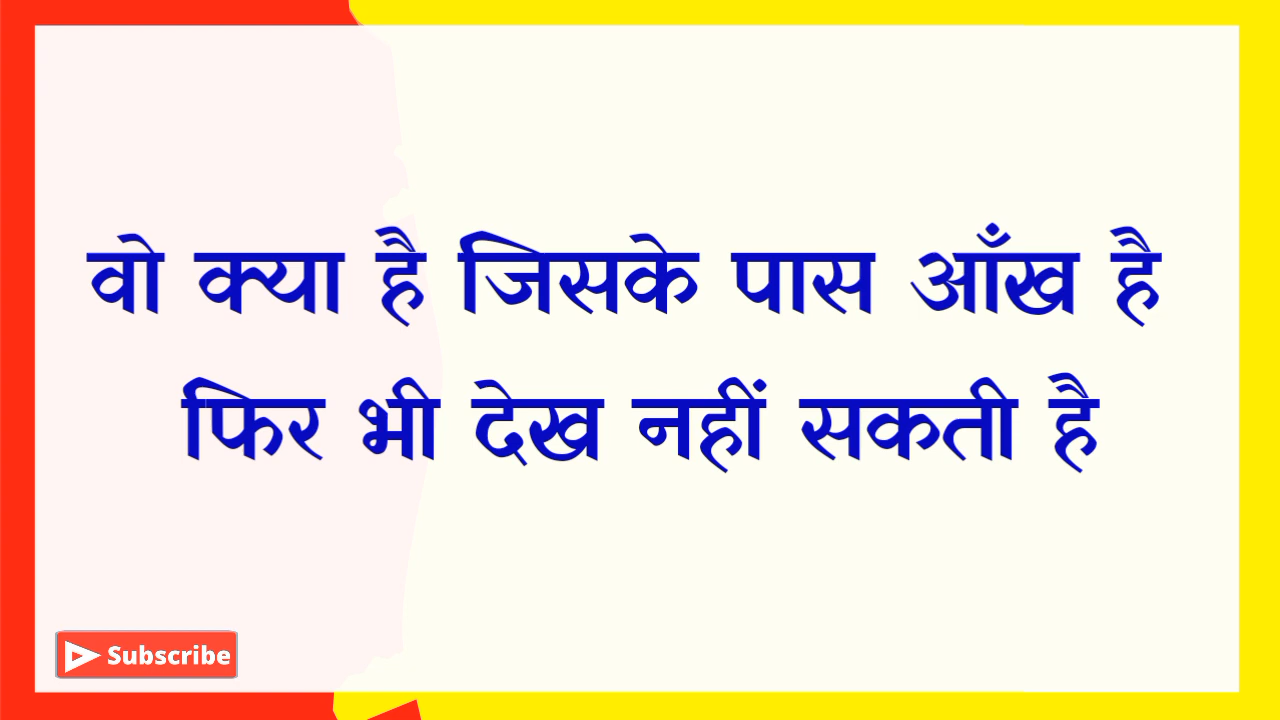 वो क्या है जिसके पास आँख है
फिर भी देख नहीं सकती है
Subscribe